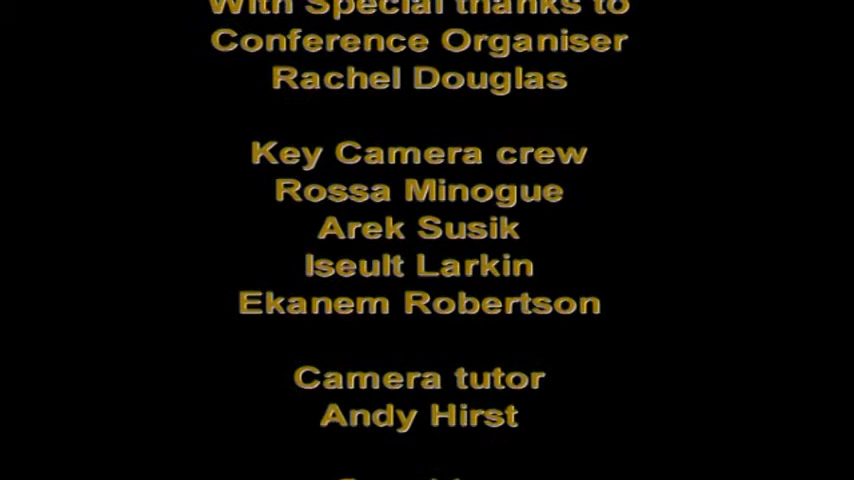 With Special thanks to
Conference Organiser
Rachel Douglas
Key Camera crew
Rossa Minogue
Arek Susik
Iseult Larkin
Ekanem Robertson
Camera tutor
Andy Hirst